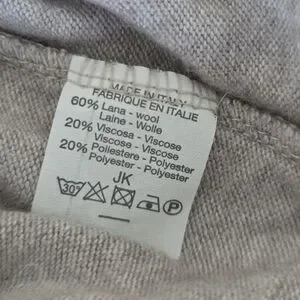 MADE IN ITALY
FABRIQUE EN ITALIE
60% Lana - wool
Laine - Wolle
20% Viscosa - Viscose
Viscose - Viscose
20% Poliestere - Polyester
Polyester - Polyester
JK
30° P